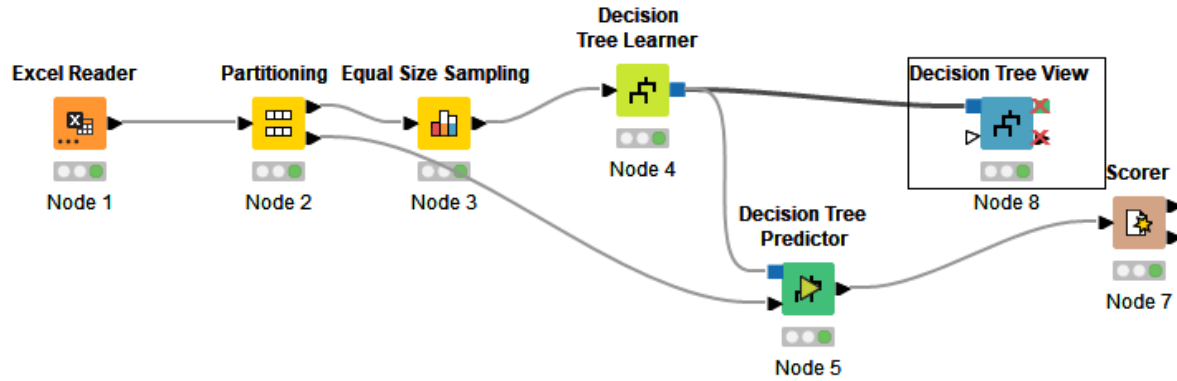 Excel Reader
Node 1
Partitioning
Node 2
Equal Size Sampling
Node 3
Decision
Tree Learner
Node 4
Decision Tree View
Node 8
Decision Tree
Predictor
Node 5
Scorer
Node 7